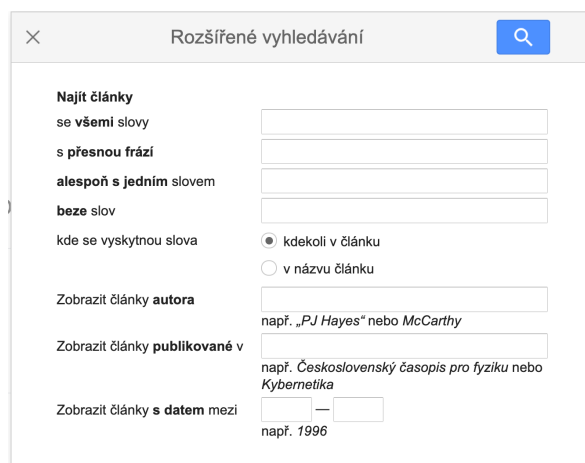 Rozšířené vyhledávání
Najít články
se všemi slovy
s přesnou frází
alespoň s jedním slovem
beze slov
kde se vyskytnou slova
kdekoli v článku
v názvu článku
Zobrazit články autora
např. „PJ Hayes“ nebo McCarthy
Zobrazit články publikované v
např. Československý časopis pro fyziku nebo
Kybernetika
Zobrazit články s datem mezi
—
např. 1996